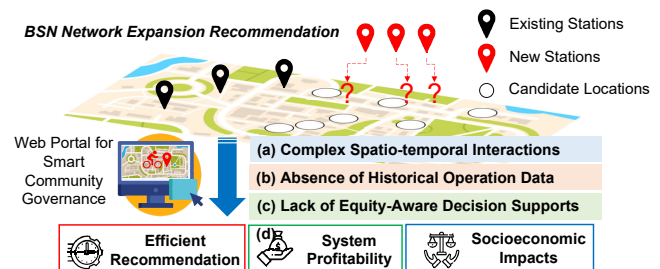 BSN Network Expansion Recommendation
Existing Stations
New Stations
Candidate Locations
? ? ?
Web Portal for
Smart
Community
Governance
(a) Complex Spatio-temporal Interactions
(b) Absence of Historical Operation Data
(c) Lack of Equity-Aware Decision Supports
(d)
Efficient
Recommendation
System
Profitability
Socioeconomic
Impacts